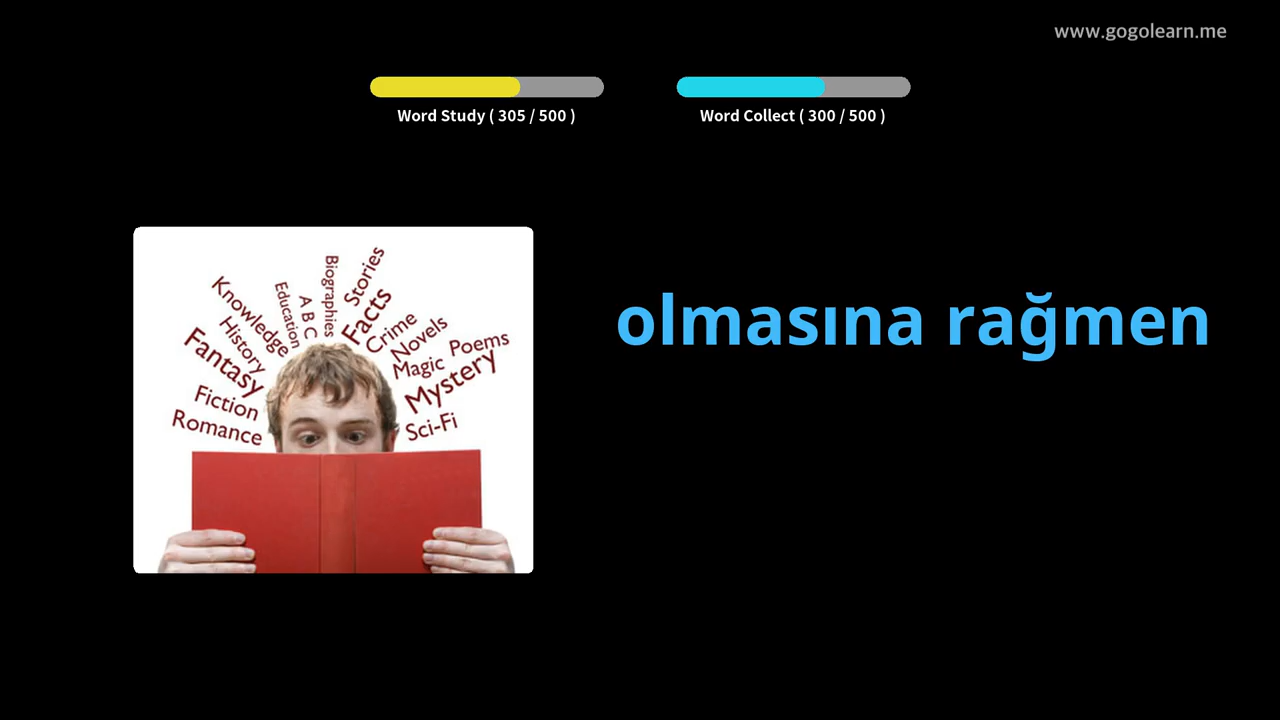 www.gogolearn.me
Word Study ( 305 / 500 )
Word Collect ( 300 / 500 )
olmasına rağmen
Romance
Fiction
Fantasy
History
Knowledge
Education
A B C
Biographies
Stories
Facts
Crime
Novels
Magic
Poems
Mystery
Sci-Fi